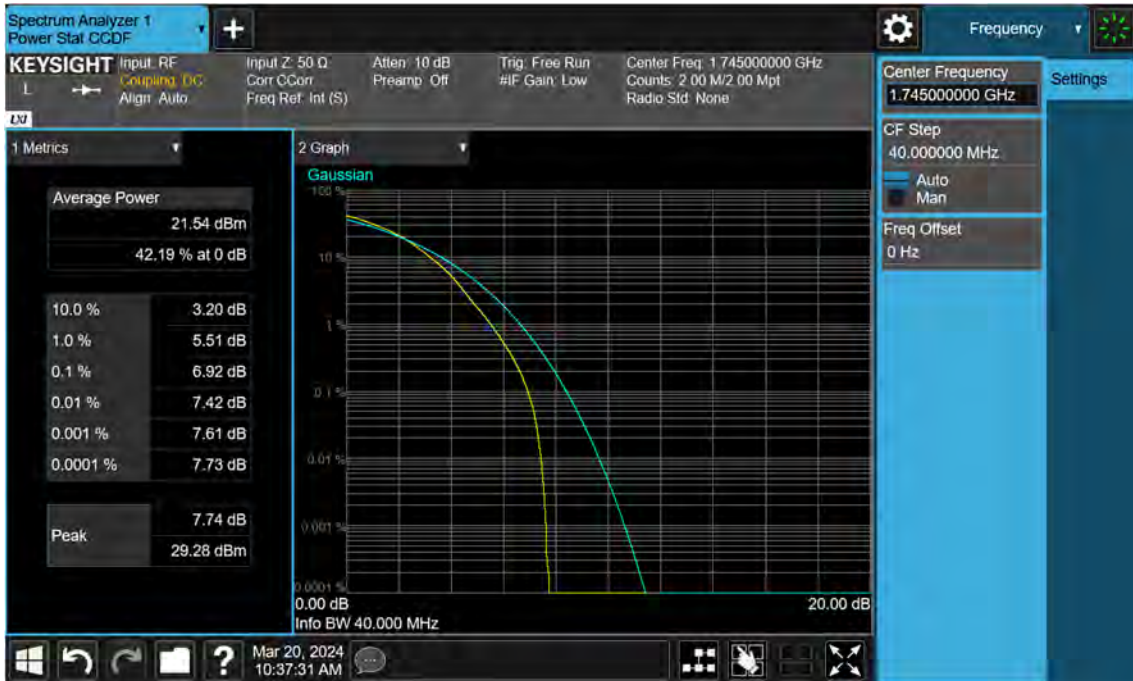 Spectrum Analyzer 1
Power Stat CCDF
Frequency
KEYSIGHT
L
LXI
Input: RF
Coupling: DC
Align: Auto
Input Z: 50 Ω
Corr CCorr
Freq Ref: Int (S)
Atten: 10 dB
Preamp: Off
Trig: Free Run
#IF Gain: Low
Center Freq: 1.745000000 GHz
Counts: 2.00 M/2.00 Mpt
Radio Std: None
Center Frequency
1.745000000 GHz
Settings
CF Step
40.000000 MHz
Auto
Man
Freq Offset
0 Hz
1 Metrics
Average Power
21.54 dBm
42.19 % at 0 dB
10.0 % 3.20 dB
1.0 % 5.51 dB
0.1 % 6.92 dB
0.01 % 7.42 dB
0.001 % 7.61 dB
0.0001 % 7.73 dB
Peak
7.74 dB
29.28 dBm
2 Graph
Gaussian
100 %
10 %
1 %
0.1 %
0.01 %
0.001 %
0.0001 %
0.00 dB 20.00 dB
Info BW 40.000 MHz
Mar 20, 2024
10:37:31 AM